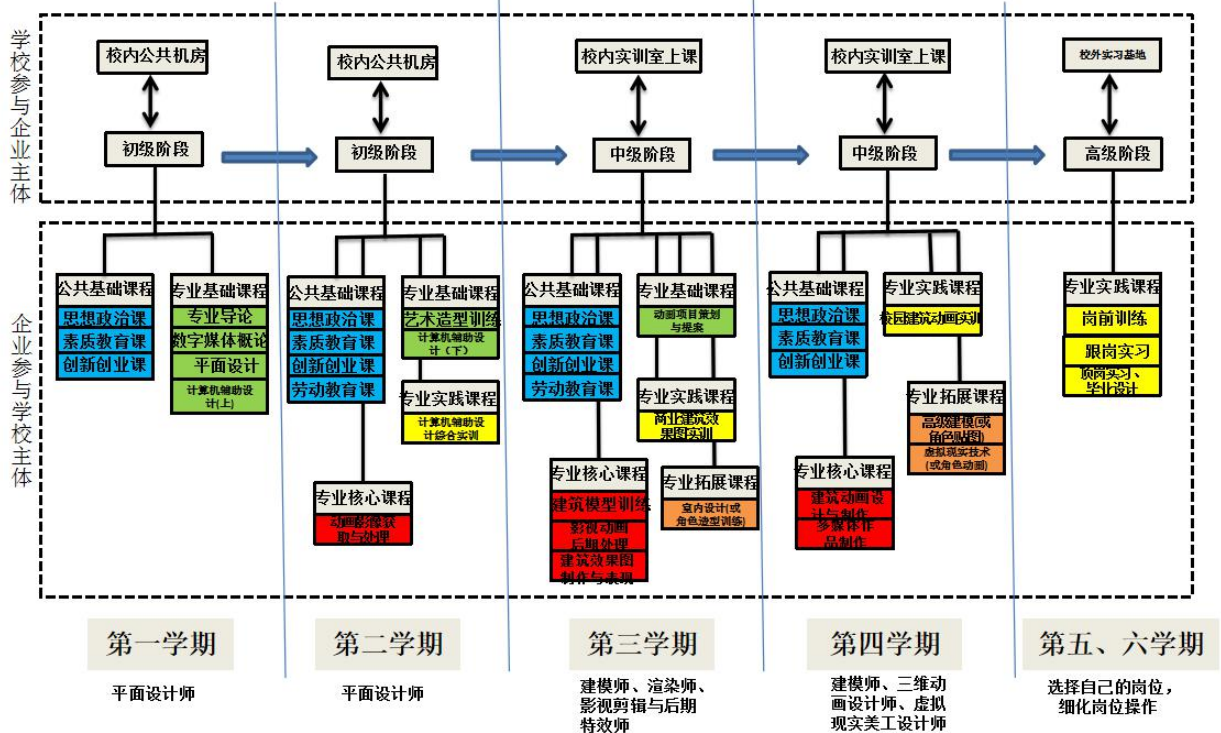 学校参与企业主体
校内公共机房
校内公共机房
校内实训室上课
校内实训室上课
校外实习基地
初级阶段
初级阶段
中级阶段
中级阶段
高级阶段
企业参与学校主体
公共基础课程
思想政治课
素质教育课
创新创业课
专业基础课程
专业导论
数字媒体概论
平面设计
计算机辅助设
计(上)
公共基础课程
思想政治课
素质教育课
创新创业课
劳动教育课
专业基础课程
艺术造型训练
计算机辅助设
计（下）
专业实践课程
计算机辅助设
计综合实训
专业核心课程
动画影像获
取与处理
公共基础课程
思想政治课
素质教育课
创新创业课
劳动教育课
专业基础课程
动画项目策划
与提案
专业实践课程
商业建筑效
果图实训
专业核心课程
建筑模型训练
影视动画
后期处理
建筑效果图
制作与表现
专业拓展课程
室内设计(或
角色造型训练)
公共基础课程
思想政治课
素质教育课
创新创业课
专业实践课程
校园建筑动画实训
专业拓展课程
高级建模(或
角色贴图)
虚拟现实技术
(或角色动画)
专业核心课程
建筑动画设
计与制作
多媒体作
品制作
专业实践课程
岗前训练
跟岗实习
顶岗实习、
毕业设计
第一学期
第二学期
第三学期
第四学期
第五、六学期
平面设计师
平面设计师
建模师、渲染师、
影视剪辑与后期
特效师
建模师、三维动
画设计师、虚拟
现实美工设计师
选择自己的岗位，
细化岗位操作